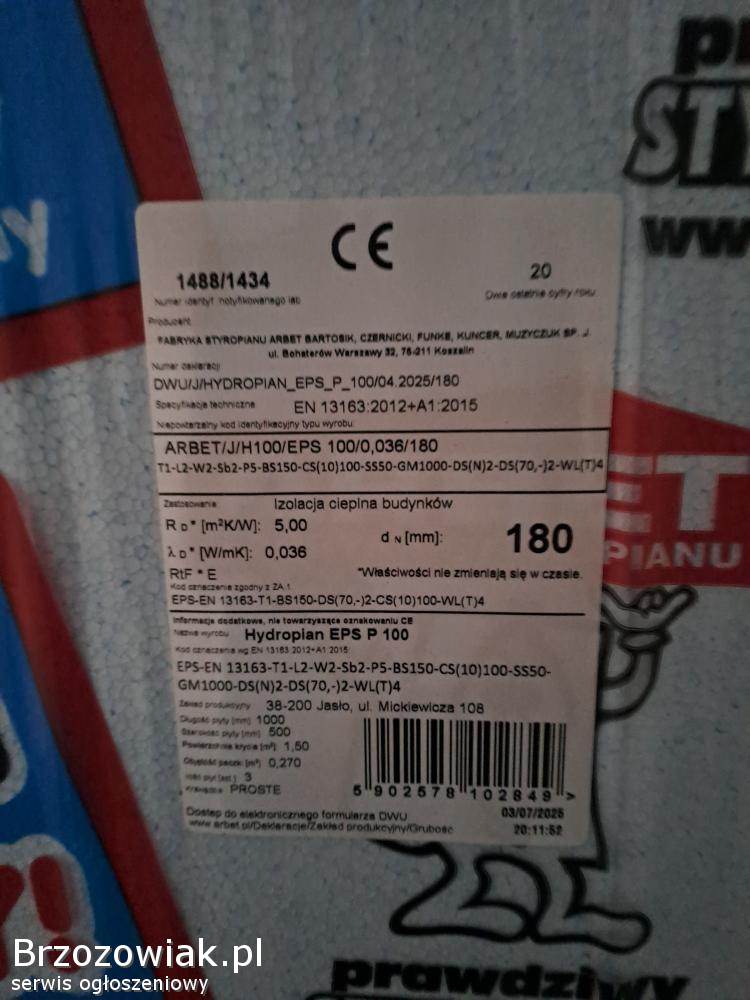 STY
ny
CE
1488/1434
20
Numer identyf. notyfikowanego lab
Dwie ostatnie cyfry roku
Producent
FABRYKA STYROPIANU ARBET BARTOSIK, CZERNICKI, FUNKE, KUNCER, MUZYCZUK SP. J.
ul. Bohaterów Warszawy 32, 75-211 Koszalin
Numer deklaracji
DWU/J/HYDROPIAN_EPS_P_100/04.2025/180
Specyfikacja techniczna EN 13163:2012+A1:2015
Niepowtarzalny kod identyfikacyjny typu wyrobu
ARBET/J/H100/EPS 100/0,036/180
T1-L2-W2-Sb2-P5-BS150-CS(10)100-SS50-GM1000-DS(N)2-DS(70,-)2-WL(T)4
Zastosowanie Izolacja cieplna budynków
R D* [m²K/W]: 5,00
d N [mm]: 180
λ D* [W/mK]: 0,036
RtF * E
*Właściwości nie zmieniają się w czasie.
Kod oznaczenie zgodny z ZA.1
EPS-EN 13163-T1-BS150-DS(70,-)2-CS(10)100-WL(T)4
Informacje dodatkowe, nie towarzyszące oznakowaniu CE
Nazwa wyrobu Hydropian EPS P 100
Kod oznaczenie wg EN 13163:2012+A1:2015
EPS-EN 13163-T1-L2-W2-Sb2-P5-BS150-CS(10)100-SS50-
GM1000-DS(N)2-DS(70,-)2-WL(T)4
Zakład produkcyjny 38-200 Jasło, ul. Mickiewicza 108
Długość płyty [mm] 1000
Szerokość płyty [mm] 500
Powierzchnia krycia [m²] 1,50
Objętość paczki [m³] 0,270
Ilość płyt [szt.] 3
Krawędzie PROSTE
5 902578 102849 >
Dostęp do elektronicznego formularza DWU
www.arbet.pl/Deklaracje/Zakład produkcyjny/Grubość
03/07/2025
20:11:52
ET
PIANU
prawdziwy
Brzozowiak.pl
serwis ogłoszeniowy